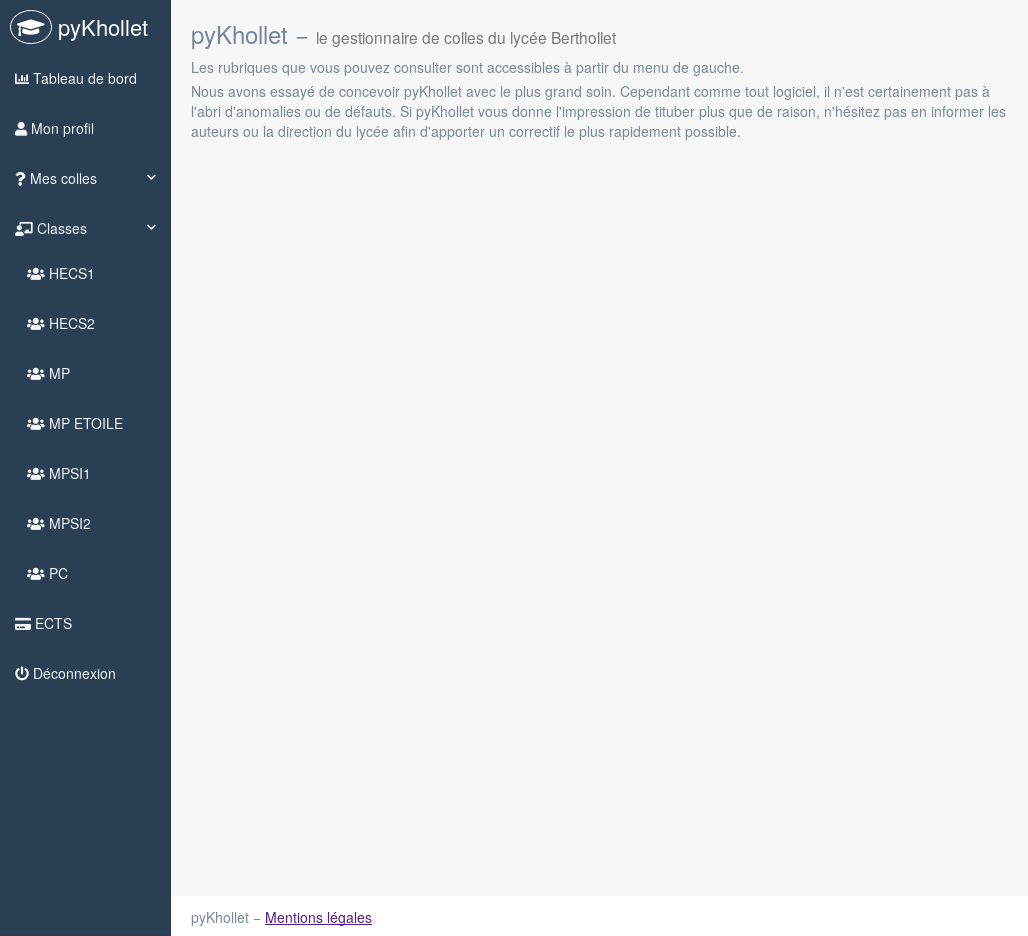 pyKhollet
Tableau de bord
Mon profil
Mes colles
Classes
HECS1
HECS2
MP
MP ETOILE
MPSI1
MPSI2
PC
ECTS
Déconnexion
pyKhollet – le gestionnaire de colles du lycée Berthollet
Les rubriques que vous pouvez consulter sont accessibles à partir du menu de gauche.
Nous avons essayé de concevoir pyKhollet avec le plus grand soin. Cependant comme tout logiciel, il n'est certainement pas à
l'abri d'anomalies ou de défauts. Si pyKhollet vous donne l'impression de tituber plus que de raison, n'hésitez pas en informer les
auteurs ou la direction du lycée afin d'apporter un correctif le plus rapidement possible.
pyKhollet – Mentions légales